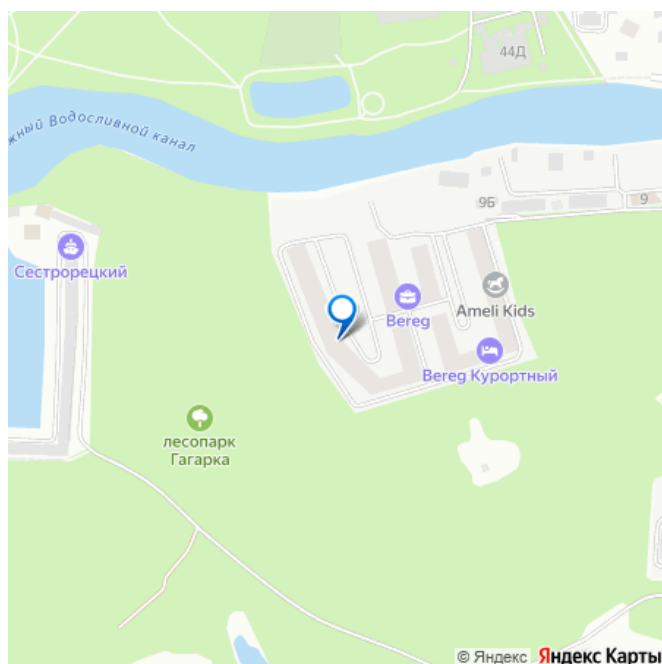 44Д
жный Водосливной канал
9Б
9
Сестрорецкий
Ameli Kids
Bereg
Bereg Курортный
лесопарк
Гагарка
© Яндекс Яндекс Карты